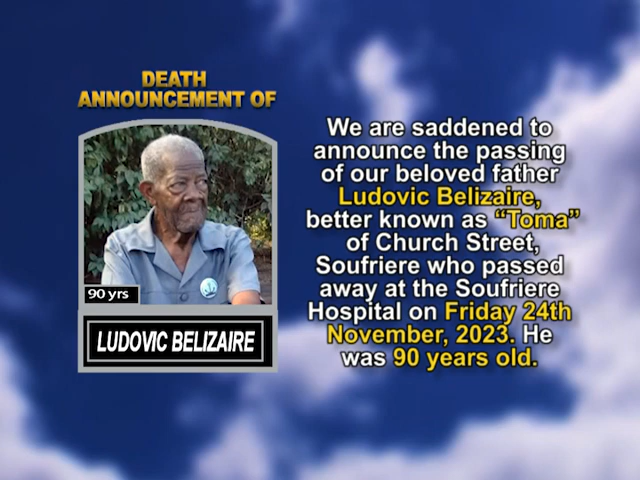 DEATH
ANNOUNCEMENT OF
90 yrs
LUDOVIC BELIZAIRE
We are saddened to
announce the passing
of our beloved father
Ludovic Belizaire,
better known as “Toma”
of Church Street,
Soufriere who passed
away at the Soufriere
Hospital on Friday 24th
November, 2023. He
was 90 years old.